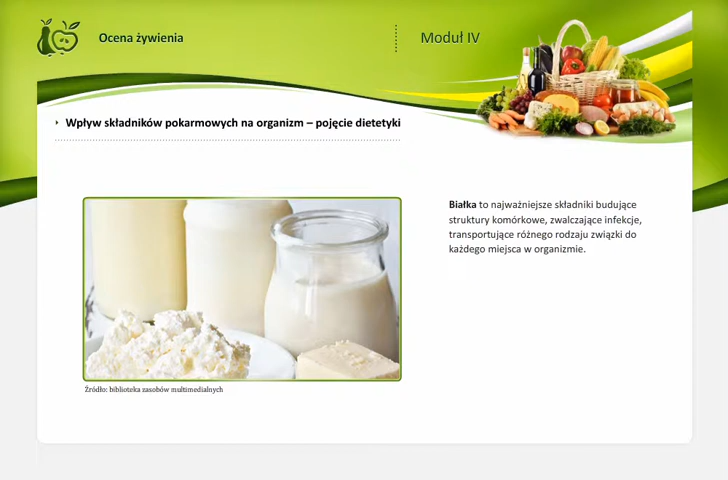 Ocena żywienia
Moduł IV
Wpływ składników pokarmowych na organizm – pojęcie dietetyki
Białka to najważniejsze składniki budujące
struktury komórkowe, zwalczające infekcje,
transportujące różnego rodzaju związki do
każdego miejsca w organizmie.
Źródło: biblioteka zasobów multimedialnych